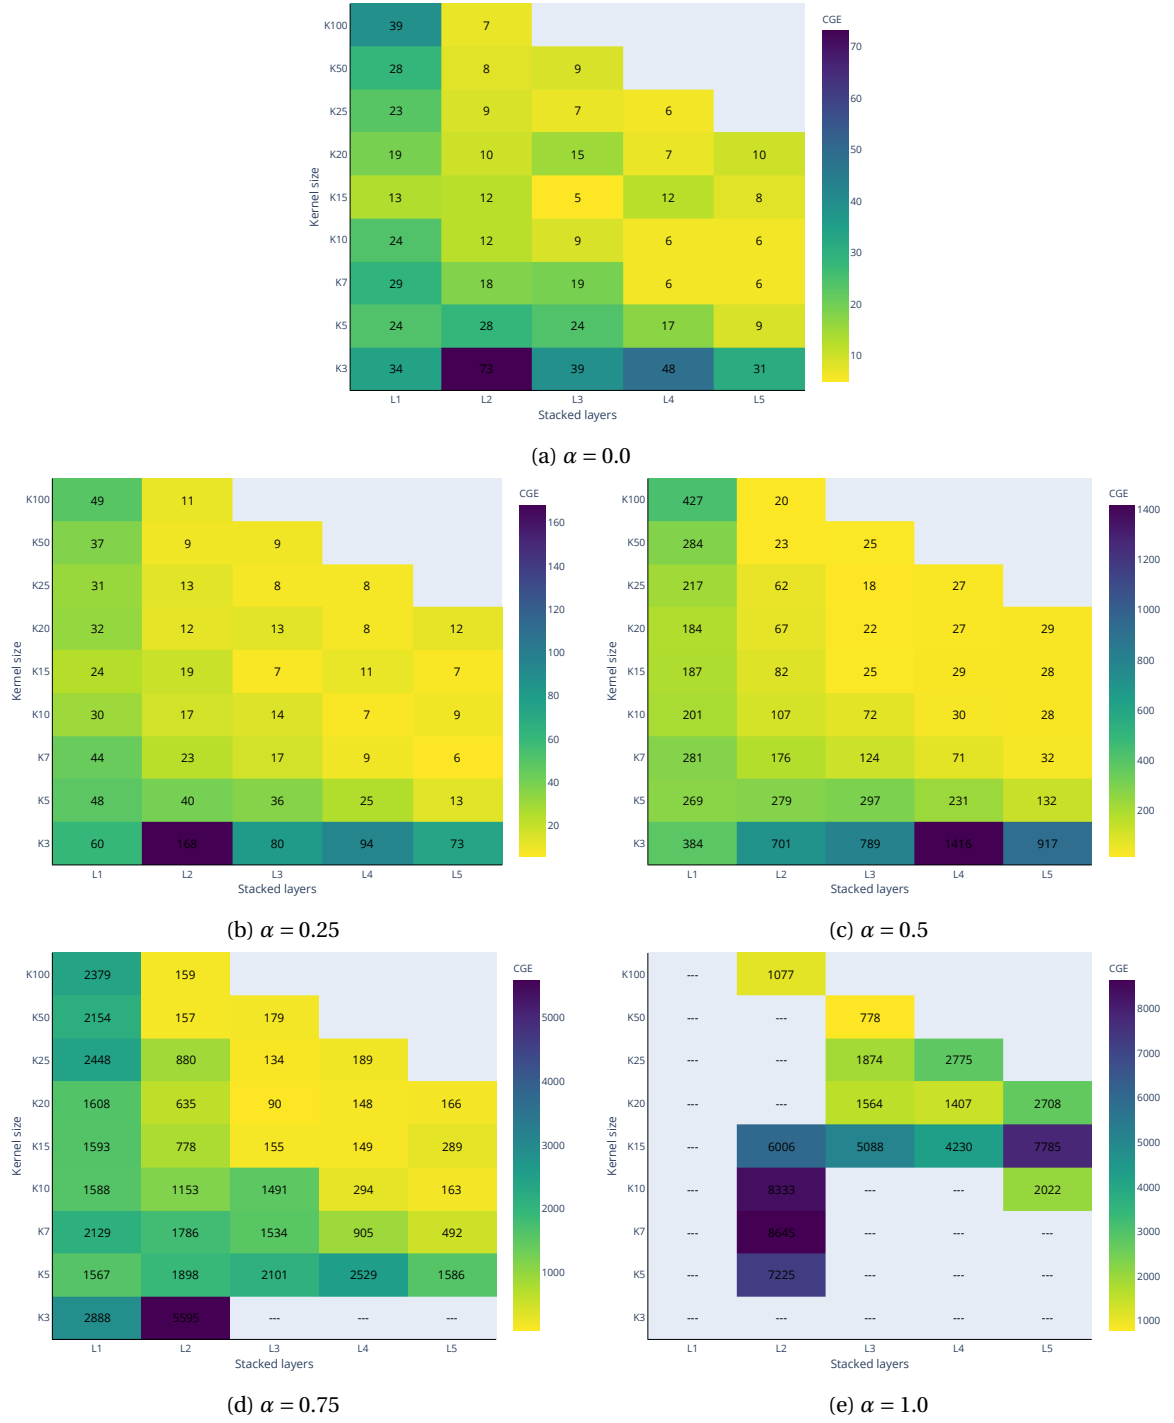 CGE
K100 39 7
70
K50 28 8 9
60
K25 23 9 7 6
50
K20 19 10 15 7 10
Kernel size
K15 13 12 5 12 8
40
K10 24 12 9 6 6
30
K7 29 18 19 6 6
20
K5 24 28 24 17 9
10
K3 34 73 39 48 31
L1 L2 L3 L4 L5
Stacked layers
(a) α = 0.0
CGE
K100 49 11
160
K50 37 9 9
140
K25 31 13 8 8
120
K20 32 12 13 8 12
100
Kernel size
K15 24 19 7 11 7
80
K10 30 17 14 7 9
60
K7 44 23 17 9 6
40
K5 48 40 36 25 13
20
K3 60 168 80 94 73
L1 L2 L3 L4 L5
Stacked layers
(b) α = 0.25
CGE
K100 427 20
1400
K50 284 23 25
1200
K25 217 62 18 27
1000
K20 184 67 22 27 29
800
Kernel size
K15 187 82 25 29 28
600
K10 201 107 72 30 28
400
K7 281 176 124 71 32
K5 269 279 297 231 132
200
K3 384 701 789 1416 917
L1 L2 L3 L4 L5
Stacked layers
(c) α = 0.5
CGE
K100 2379 159
5000
K50 2154 157 179
4000
K25 2448 880 134 189
K20 1608 635 90 148 166
3000
Kernel size
K15 1593 778 155 149 289
K10 1588 1153 1491 294 163
2000
K7 2129 1786 1534 905 492
1000
K5 1567 1898 2101 2529 1586
K3 2888 5595 --- --- ---
L1 L2 L3 L4 L5
Stacked layers
(d) α = 0.75
CGE
K100 --- 1077
8000
K50 --- --- 778
7000
K25 --- --- 1874 2775
6000
K20 --- --- 1564 1407 2708
5000
Kernel size
K15 --- 6006 5088 4230 7785
4000
K10 --- 8333 --- --- 2022
3000
K7 --- 8645 --- --- ---
2000
K5 --- 7225 --- --- ---
1000
K3 --- --- --- --- ---
L1 L2 L3 L4 L5
Stacked layers
(e) α = 1.0